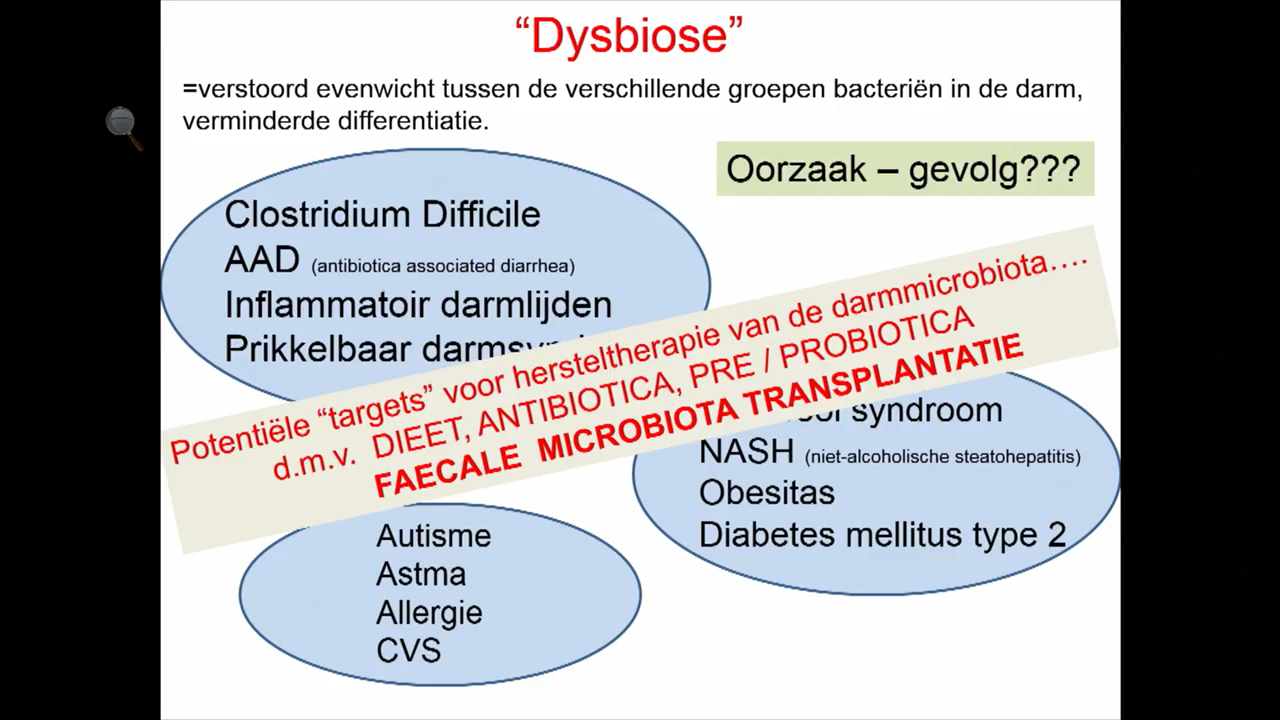 “Dysbiose”
=verstoord evenwicht tussen de verschillende groepen bacteriën in de darm,
verminderde differentiatie.
Oorzaak – gevolg???
Clostridium Difficile
AAD (antibiotica associated diarrhea)
Inflammatoir darmlijden
Prikkelbaar
Potentiële “targets” voor hersteltherapie van de darmmicrobiota….
d.m.v. DIEET, ANTIBIOTICA, PRE / PROBIOTICA
FAECALE MICROBIOTA TRANSPLANTATIE
syndroom
NASH (niet-alcoholische steatohepatitis)
Obesitas
Diabetes mellitus type 2
Autisme
Astma
Allergie
CVS